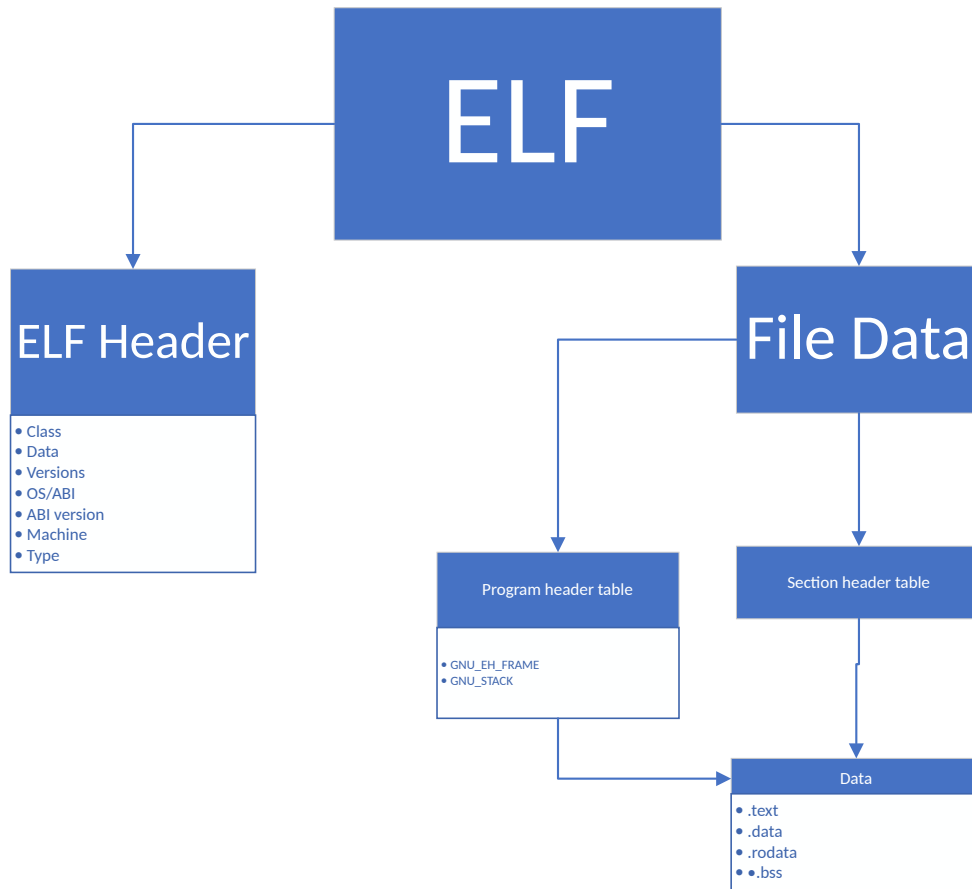 ELF
ELF Header
• Class
• Data
• Versions
• OS/ABI
• ABI version
• Machine
• Type
File Data
Program header table
• GNU_EH_FRAME
• GNU_STACK
Section header table
Data
• .text
• .data
• .rodata
• •.bss